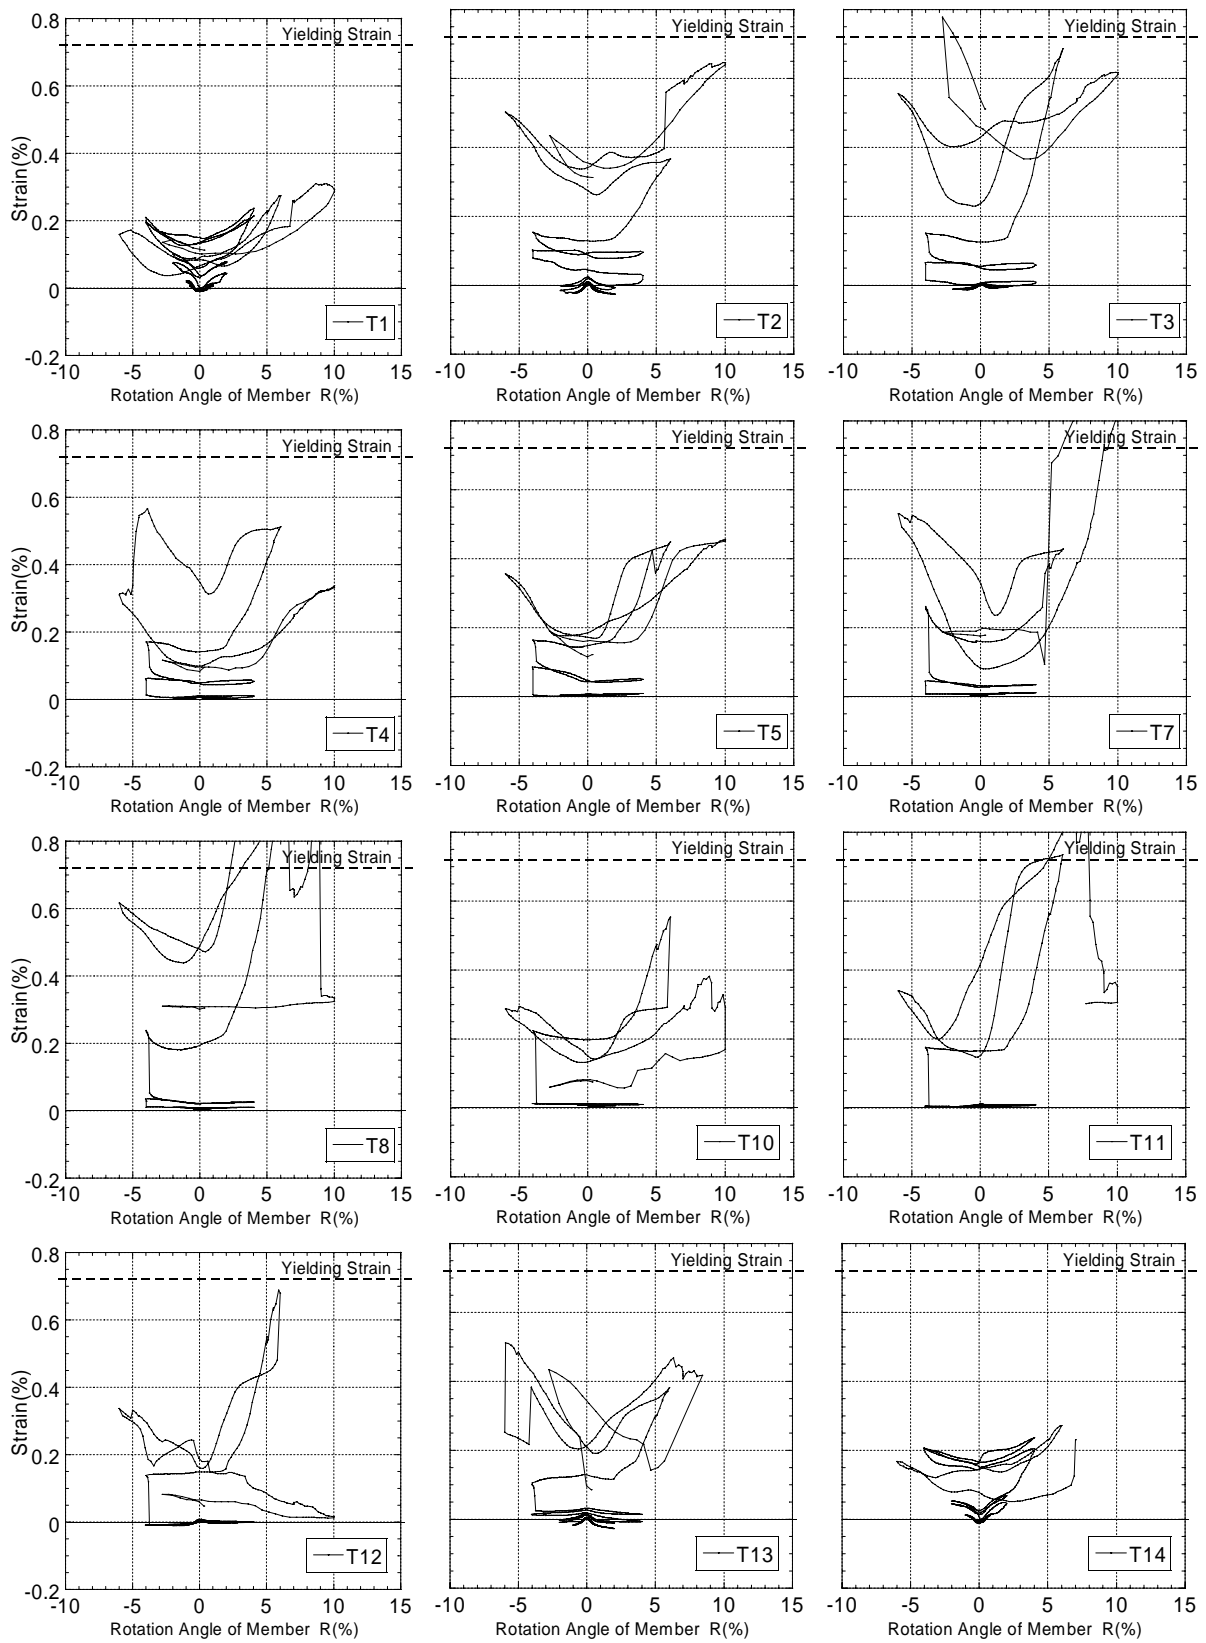 0.8
Yielding Strain
Yielding Strain
Yielding Strain
0.6
0.4
0.2
0
-0.2
Strain(%)
T1
T2
T3
-10 -5 0 5 10 15
-10 -5 0 5 10 15
-10 -5 0 5 10 15
Rotation Angle of Member R(%)
Rotation Angle of Member R(%)
Rotation Angle of Member R(%)
0.8
Yielding Strain
Yielding Strain
Yielding Strain
0.6
0.4
0.2
0
-0.2
Strain(%)
T4
T5
T7
-10 -5 0 5 10 15
-10 -5 0 5 10 15
-10 -5 0 5 10 15
Rotation Angle of Member R(%)
Rotation Angle of Member R(%)
Rotation Angle of Member R(%)
0.8
Yielding Strain
Yielding Strain
Yielding Strain
0.6
0.4
0.2
0
-0.2
Strain(%)
T8
T10
T11
-10 -5 0 5 10 15
-10 -5 0 5 10 15
-10 -5 0 5 10 15
Rotation Angle of Member R(%)
Rotation Angle of Member R(%)
Rotation Angle of Member R(%)
0.8
Yielding Strain
Yielding Strain
Yielding Strain
0.6
0.4
0.2
0
-0.2
Strain(%)
T12
T13
T14
-10 -5 0 5 10 15
-10 -5 0 5 10 15
-10 -5 0 5 10 15
Rotation Angle of Member R(%)
Rotation Angle of Member R(%)
Rotation Angle of Member R(%)